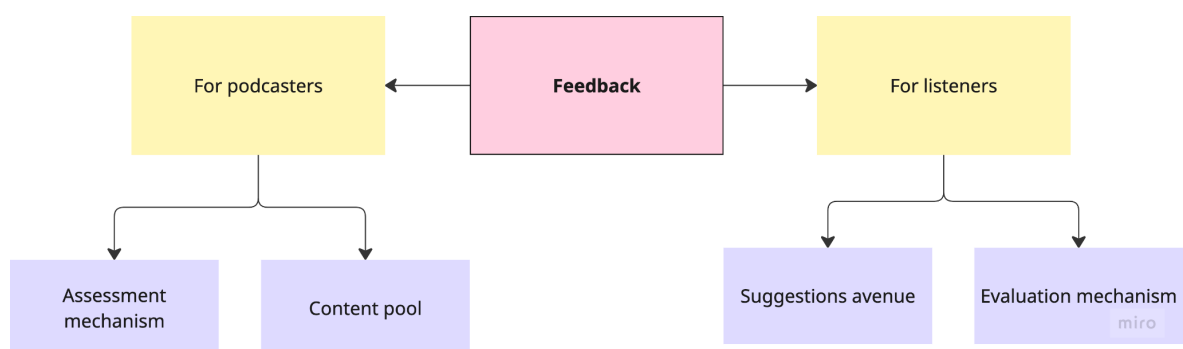 For podcasters
Feedback
For listeners
Assessment
mechanism
Content pool
Suggestions avenue
Evaluation mechanism
miro